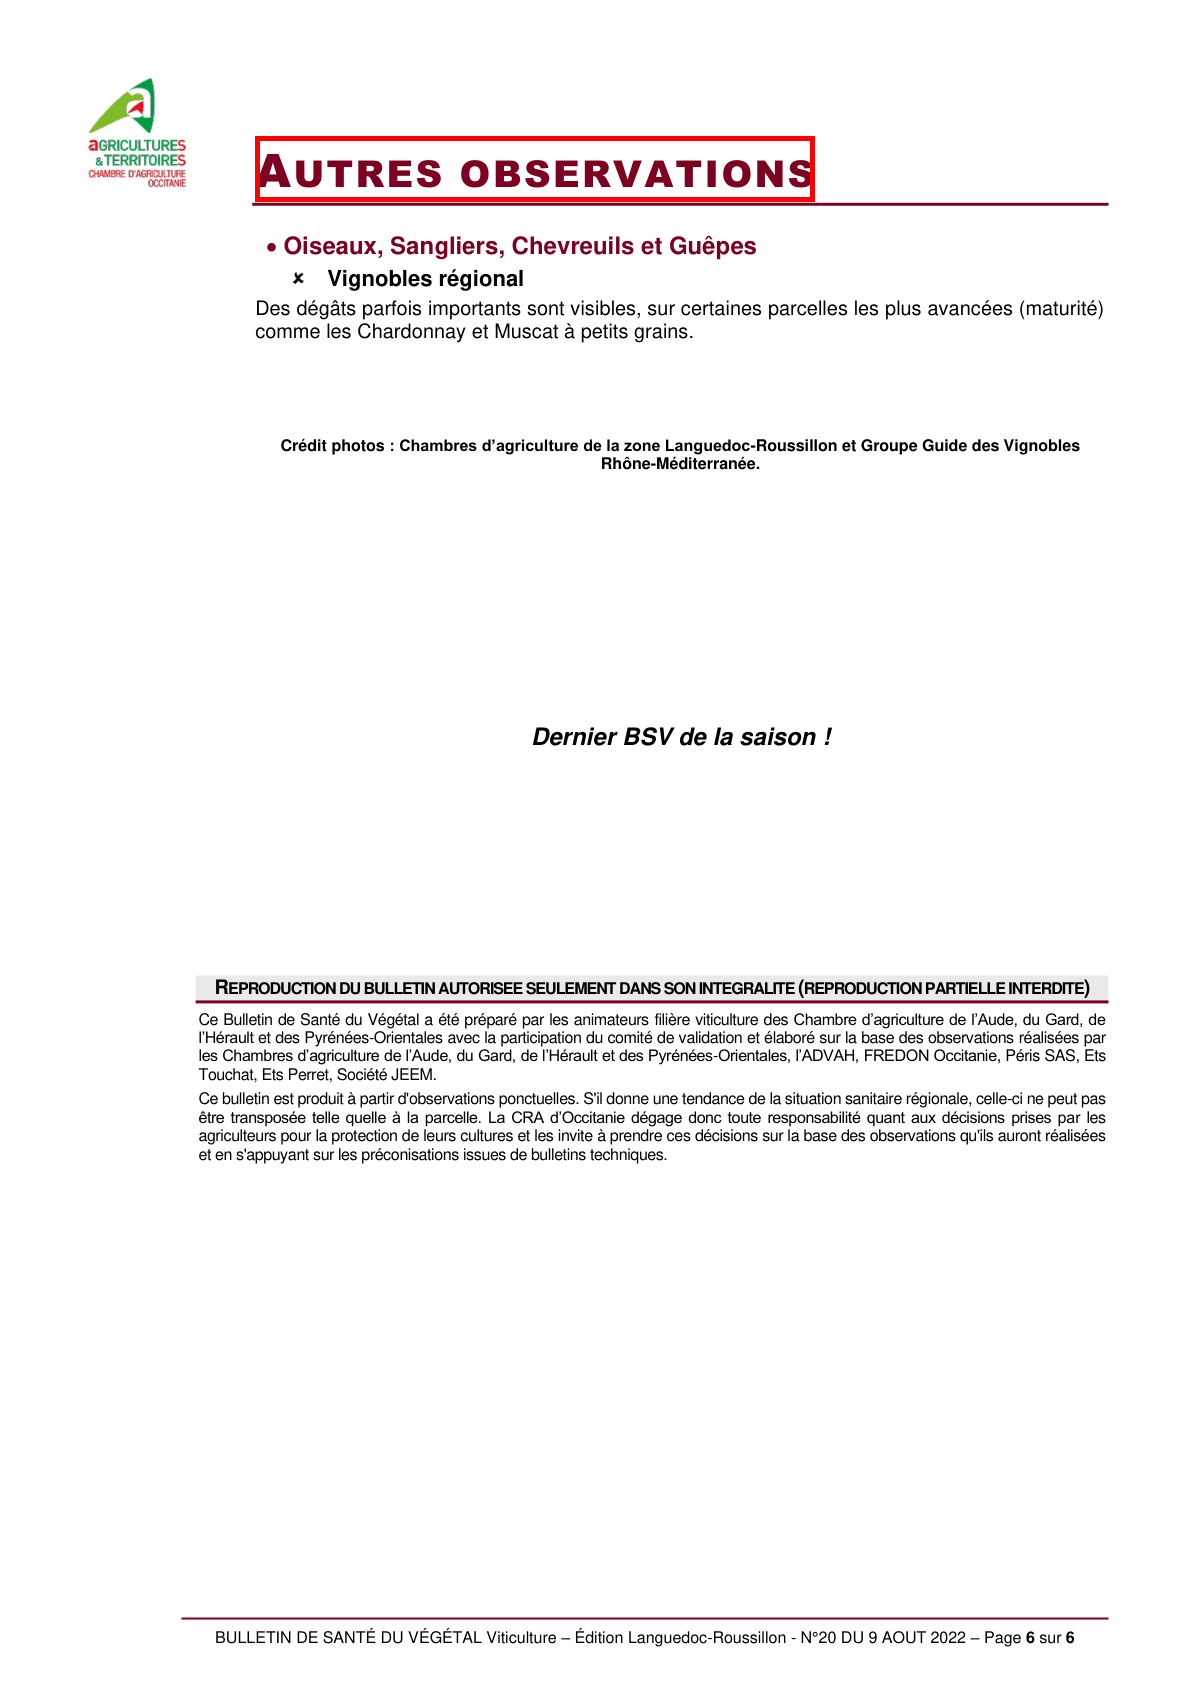 aGRICULTURES
& TERRITOIRES
CHAMBRE D'AGRICULTURE
OCCITANIE
AUTRES OBSERVATIONS
• Oiseaux, Sangliers, Chevreuils et Guêpes
✘ Vignobles régional
Des dégâts parfois importants sont visibles, sur certaines parcelles les plus avancées (maturité)
comme les Chardonnay et Muscat à petits grains.
Crédit photos : Chambres d’agriculture de la zone Languedoc-Roussillon et Groupe Guide des Vignobles
Rhône-Méditerranée.
Dernier BSV de la saison !
REPRODUCTION DU BULLETIN AUTORISEE SEULEMENT DANS SON INTEGRALITE (REPRODUCTION PARTIELLE INTERDITE)
Ce Bulletin de Santé du Végétal a été préparé par les animateurs filière viticulture des Chambre d’agriculture de l’Aude, du Gard, de
l’Hérault et des Pyrénées-Orientales avec la participation du comité de validation et élaboré sur la base des observations réalisées par
les Chambres d’agriculture de l’Aude, du Gard, de l’Hérault et des Pyrénées-Orientales, l’ADVAH, FREDON Occitanie, Péris SAS, Ets
Touchat, Ets Perret, Société JEEM.
Ce bulletin est produit à partir d'observations ponctuelles. S'il donne une tendance de la situation sanitaire régionale, celle-ci ne peut pas
être transposée telle quelle à la parcelle. La CRA d’Occitanie dégage donc toute responsabilité quant aux décisions prises par les
agriculteurs pour la protection de leurs cultures et les invite à prendre ces décisions sur la base des observations qu'ils auront réalisées
et en s'appuyant sur les préconisations issues de bulletins techniques.
BULLETIN DE SANTÉ DU VÉGÉTAL Viticulture – Édition Languedoc-Roussillon - N°20 DU 9 AOUT 2022 – Page 6 sur 6